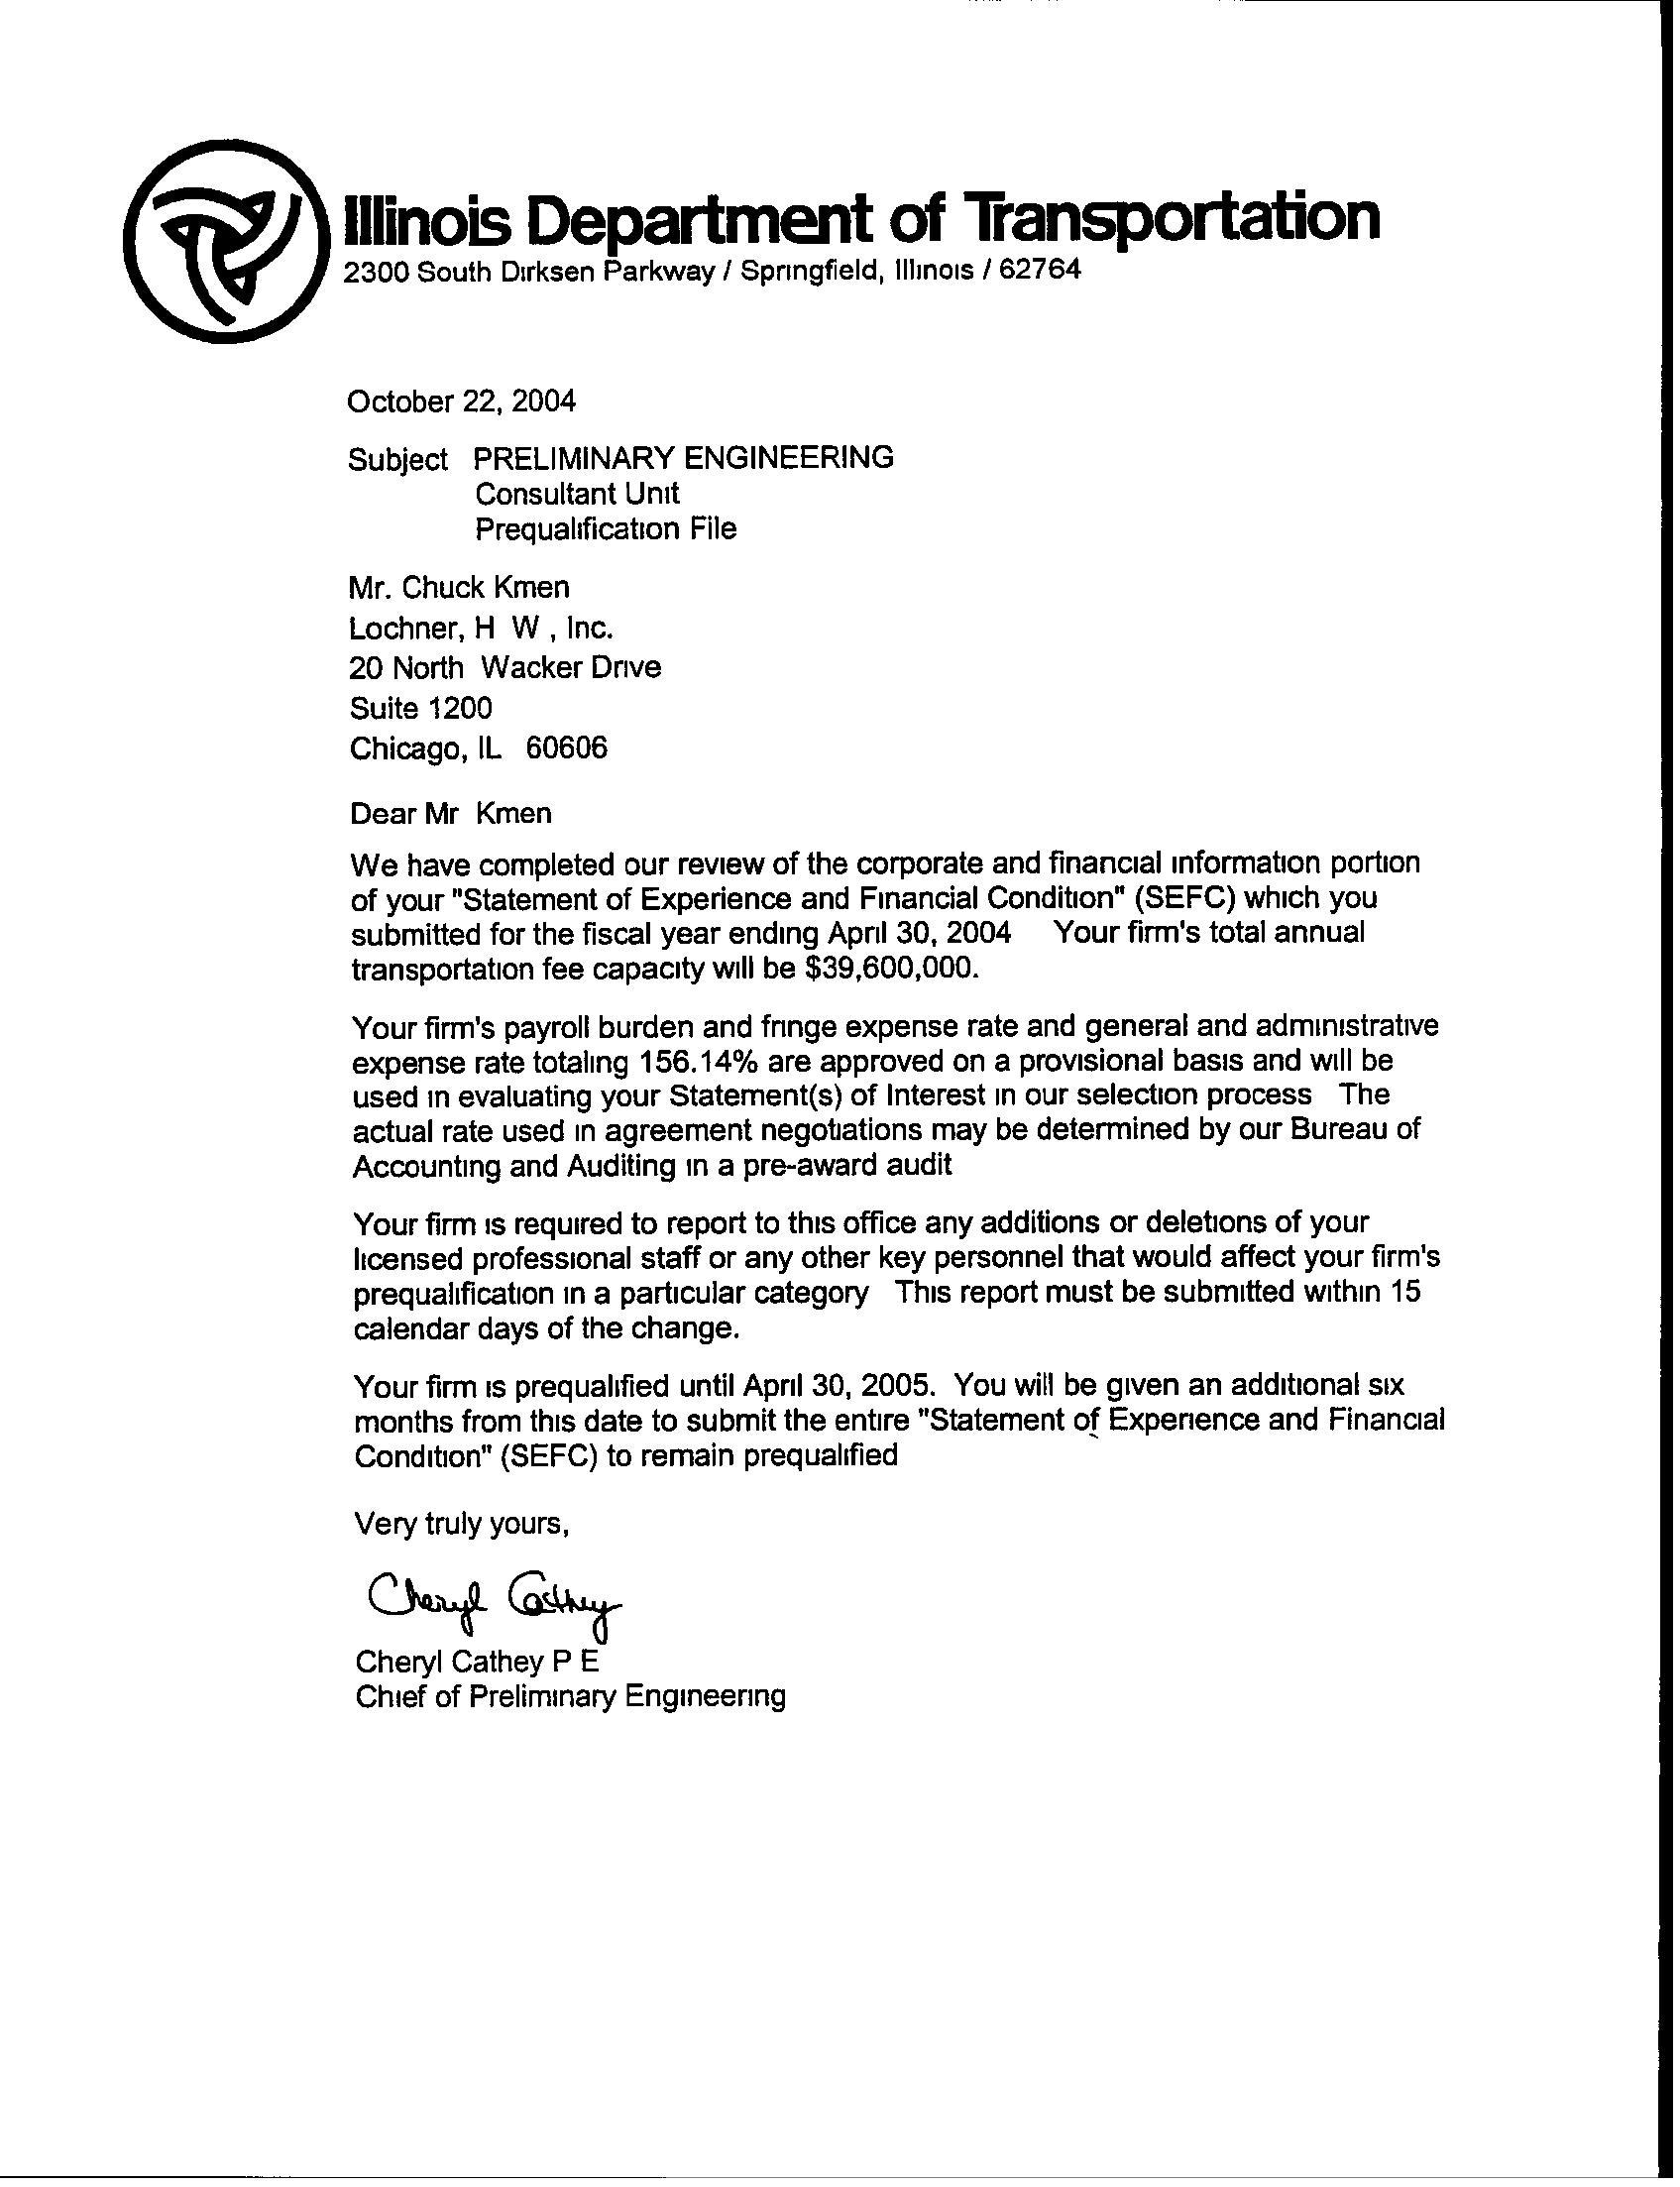 Illinois Department of Transportation
2300 South Dirksen Parkway / Springfield, Illinois / 62764
October 22, 2004
Subject PRELIMINARY ENGINEERING
Consultant Unit
Prequalification File
Mr. Chuck Kmen
Lochner, H W , Inc.
20 North Wacker Drive
Suite 1200
Chicago, IL 60606
Dear Mr Kmen
We have completed our review of the corporate and financial information portion
of your "Statement of Experience and Financial Condition" (SEFC) which you
submitted for the fiscal year ending April 30, 2004 Your firm's total annual
transportation fee capacity will be $39,600,000.
Your firm's payroll burden and fringe expense rate and general and administrative
expense rate totaling 156.14% are approved on a provisional basis and will be
used in evaluating your Statement(s) of Interest in our selection process The
actual rate used in agreement negotiations may be determined by our Bureau of
Accounting and Auditing in a pre-award audit
Your firm is required to report to this office any additions or deletions of your
licensed professional staff or any other key personnel that would affect your firm's
prequalification in a particular category This report must be submitted within 15
calendar days of the change.
Your firm is prequalified until April 30, 2005. You will be given an additional six
months from this date to submit the entire "Statement of Experience and Financial
Condition" (SEFC) to remain prequalified
Very truly yours,
Cheryl Cathey
Cheryl Cathey P E
Chief of Preliminary Engineering